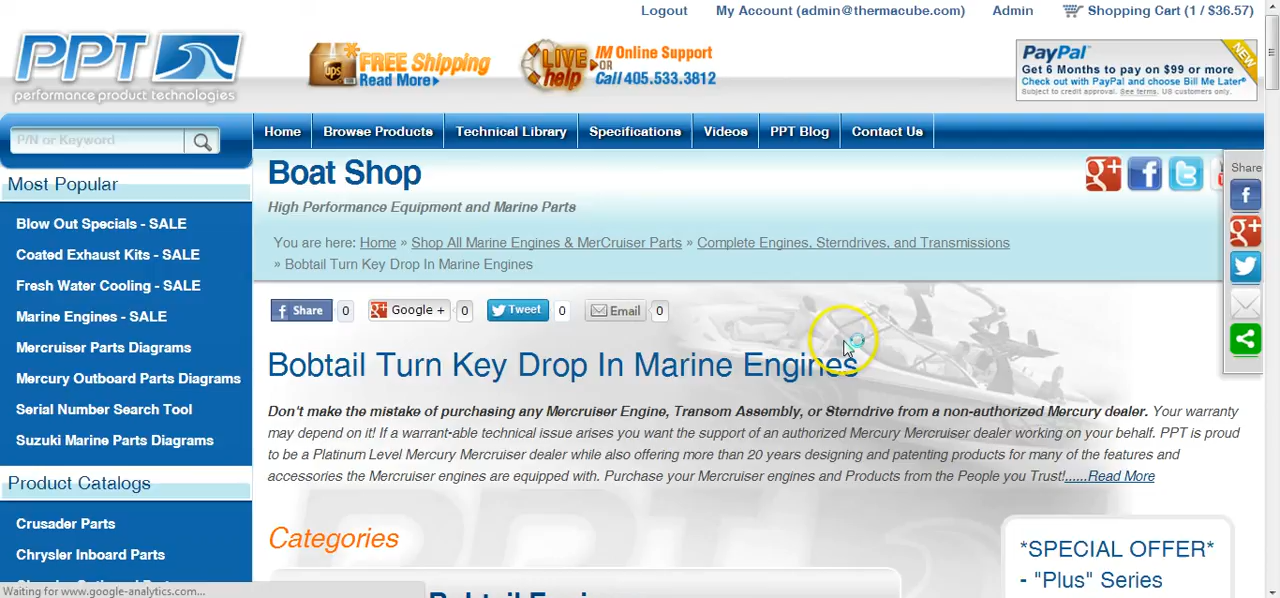 Logout My Account (admin@thermacube.com) Admin Shopping Cart (1 / $36.57)
PPT
performance product technologies
FREE Shipping
Read More
ups
LIVE help
OR
IM Online Support
Call 405.533.3812
PayPal
NEW
Get 6 Months to pay on $99 or more
Check out with PayPal and choose Bill Me Later®
Subject to credit approval. See terms. US customers only.
P/N or Keyword
Home Browse Products Technical Library Specifications Videos PPT Blog Contact Us
Most Popular
Blow Out Specials - SALE
Coated Exhaust Kits - SALE
Fresh Water Cooling - SALE
Marine Engines - SALE
Mercruiser Parts Diagrams
Mercury Outboard Parts Diagrams
Serial Number Search Tool
Suzuki Marine Parts Diagrams
Product Catalogs
Crusader Parts
Chrysler Inboard Parts
Boat Shop
High Performance Equipment and Marine Parts
You are here: Home » Shop All Marine Engines & MerCruiser Parts » Complete Engines, Sterndrives, and Transmissions
» Bobtail Turn Key Drop In Marine Engines
Share
f Share 0 g+ Google + 0 Tweet 0 Email 0
Bobtail Turn Key Drop In Marine Engines
Don't make the mistake of purchasing any Mercruiser Engine, Transom Assembly, or Sterndrive from a non-authorized Mercury dealer. Your warranty
may depend on it! If a warrant-able technical issue arises you want the support of an authorized Mercury Mercruiser dealer working on your behalf. PPT is proud
to be a Platinum Level Mercury Mercruiser dealer while also offering more than 20 years designing and patenting products for many of the features and
accessories the Mercruiser engines are equipped with. Purchase your Mercruiser engines and Products from the People you Trust!......Read More
Categories
*SPECIAL OFFER*
- "Plus" Series
Waiting for www.google-analytics.com...